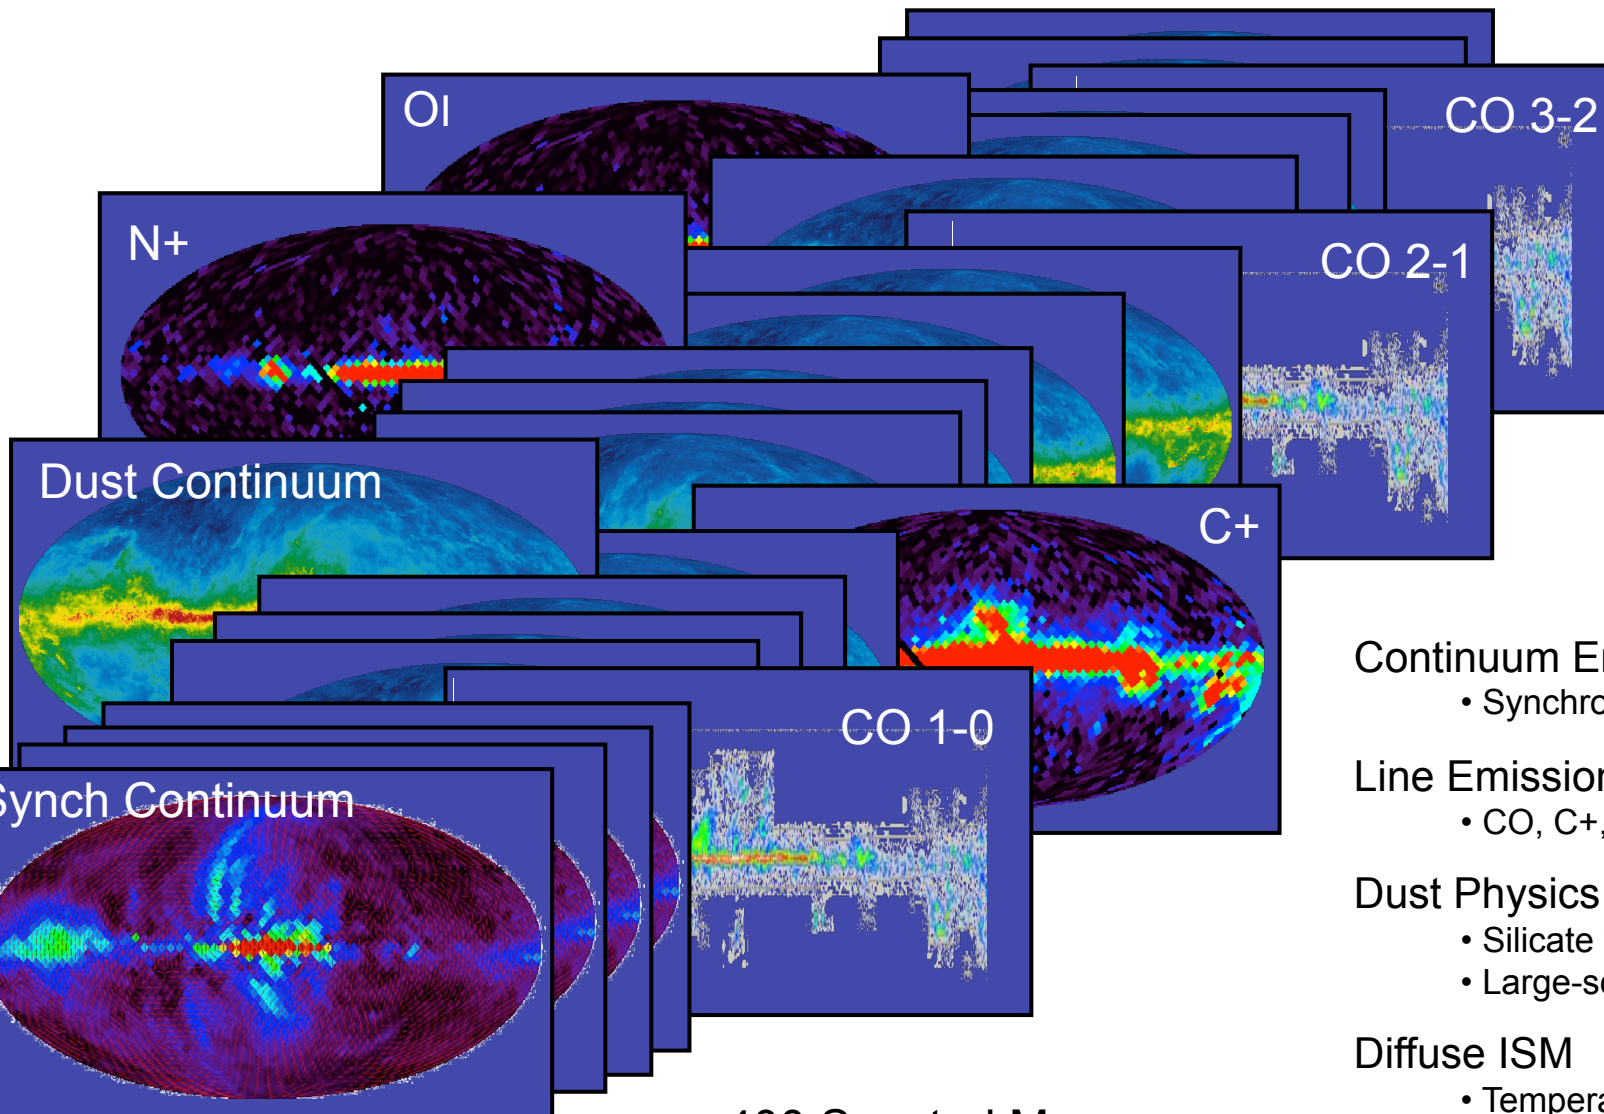 OI
CO 3-2
N+
CO 2-1
Dust Continuum
C+
CO 1-0
Synch Continuum
Continuum
• Synchro
Line Emission
• CO, C+,
Dust Physics
• Silicate
• Large-sc
Diffuse ISM
• Tempera